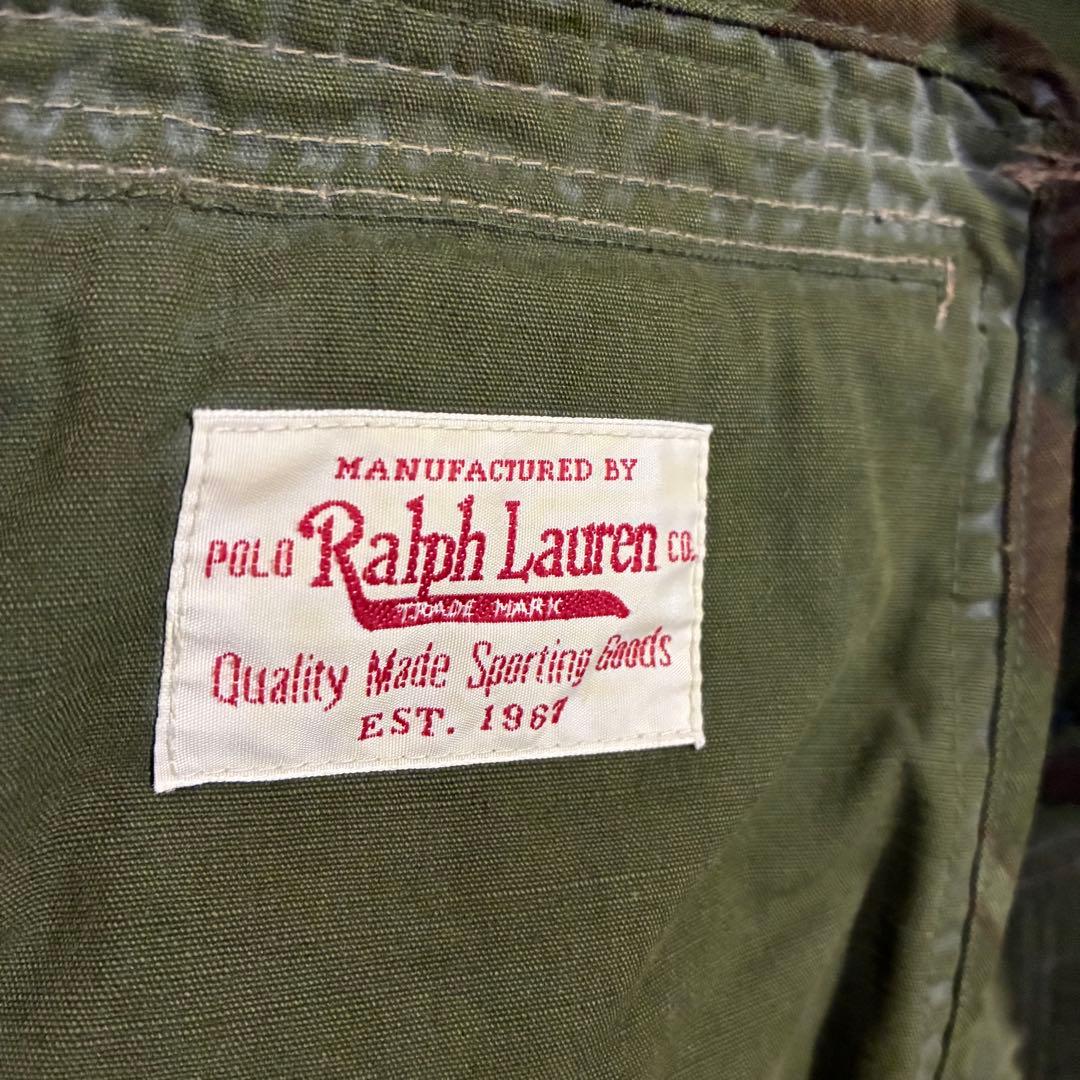 MANUFACTURED BY
POLO Ralph Lauren CO.
TRADE MARK
Quality Made Sporting Goods
EST. 1967